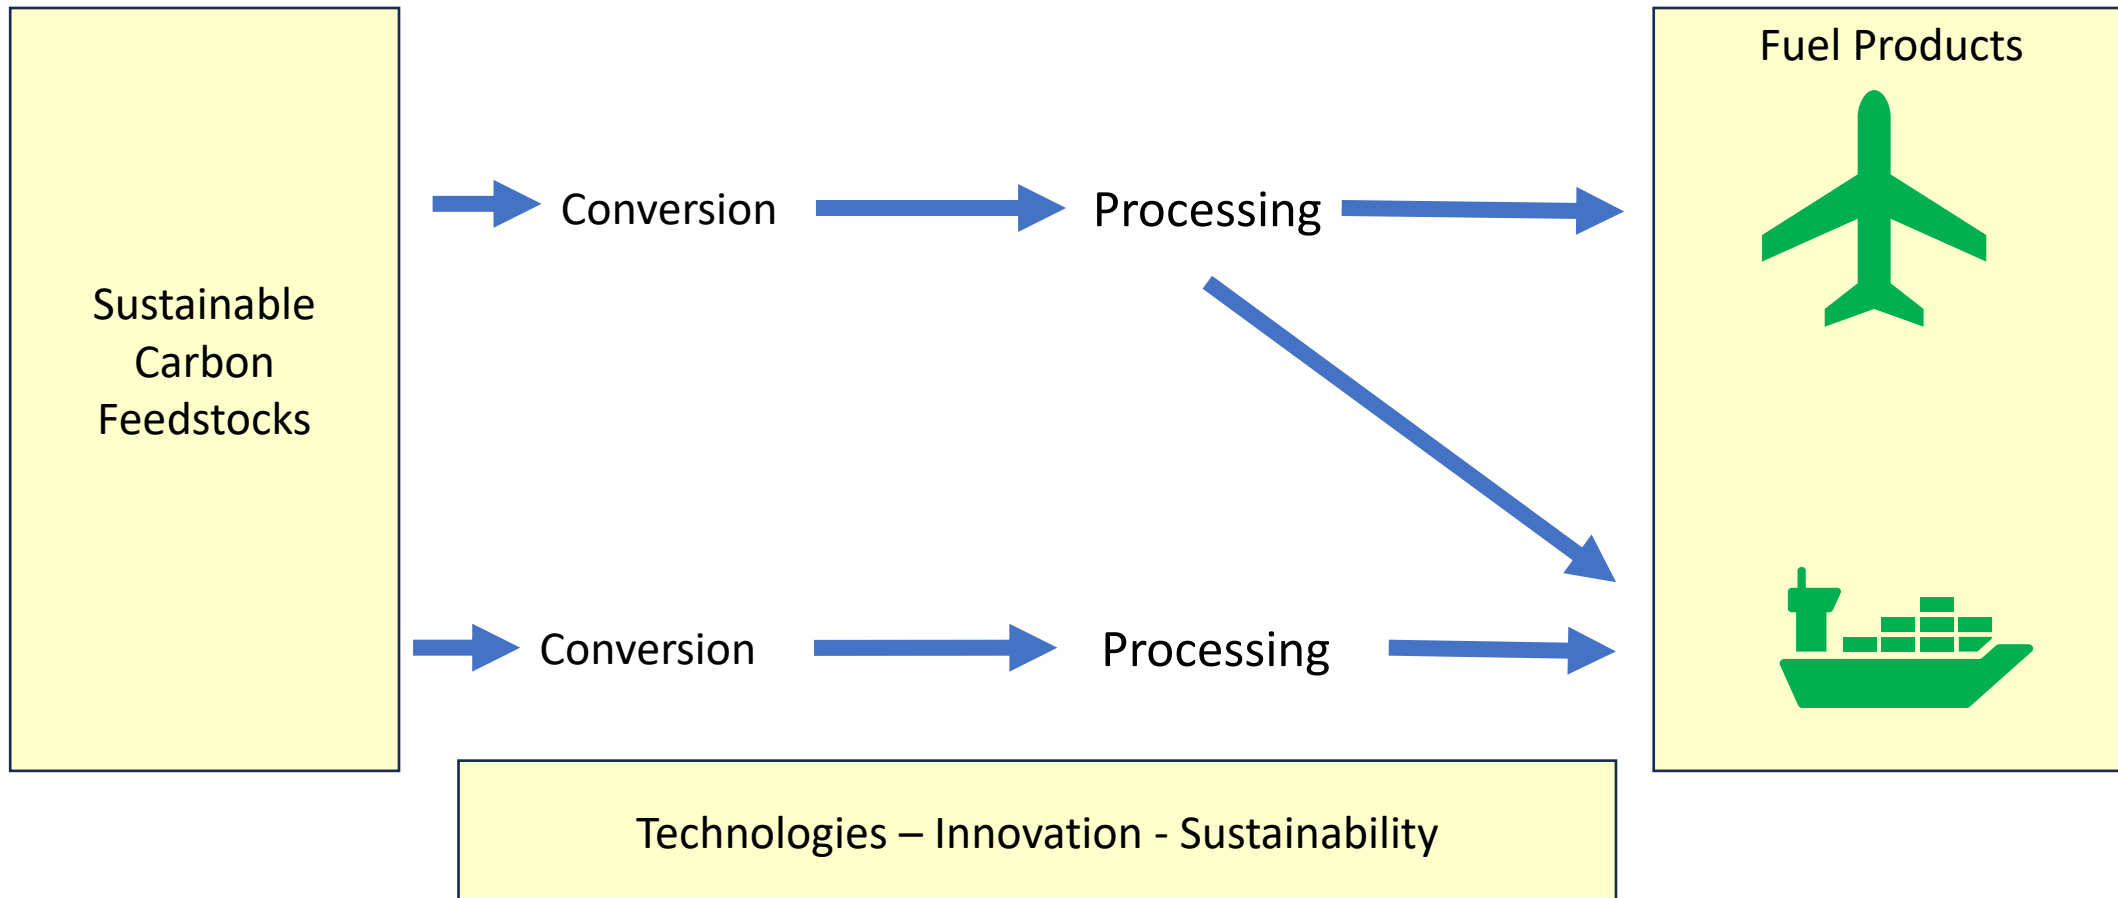 Sustainable
Carbon
Feedstocks
Conversion
Processing
Conversion
Processing
Fuel Products
Technologies – Innovation - Sustainability